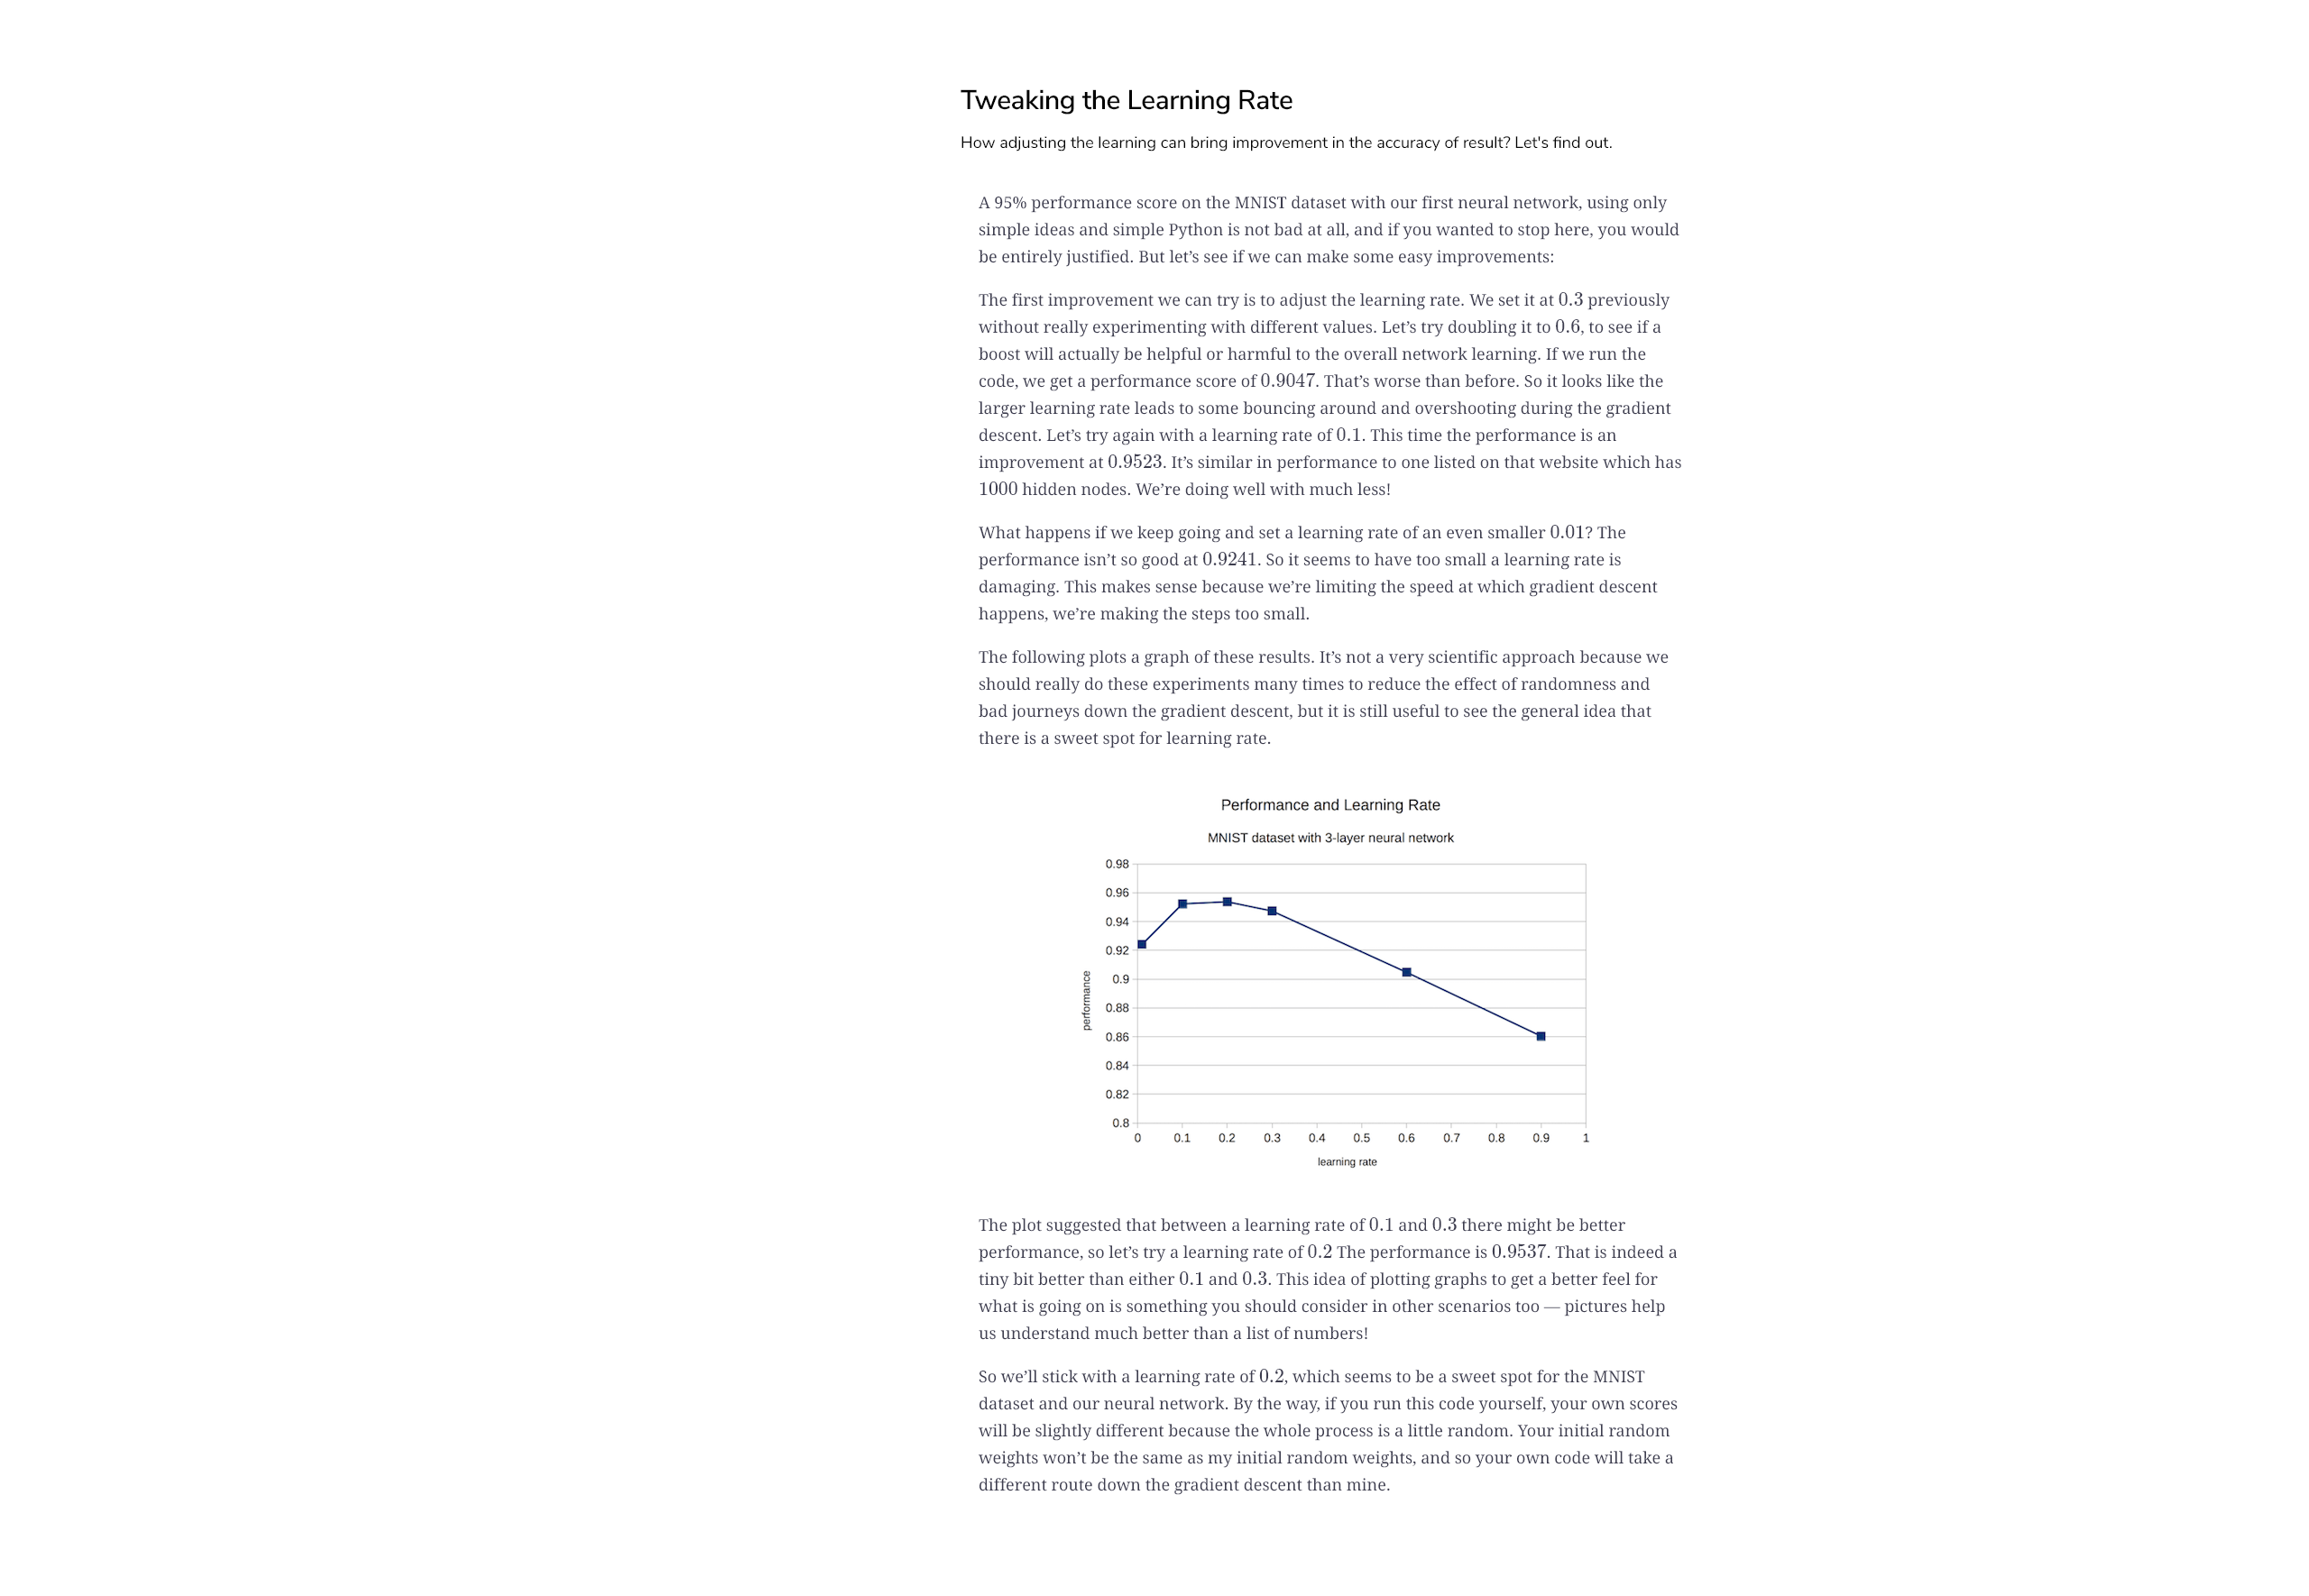 Tweaking the Learning Rate
How adjusting the learning can bring improvement in the accuracy of result? Let's find out.
A 95% performance score on the MNIST dataset with our first neural network, using only
simple ideas and simple Python is not bad at all, and if you wanted to stop here, you would
be entirely justified. But let’s see if we can make some easy improvements:
The first improvement we can try is to adjust the learning rate. We set it at 0.3 previously
without really experimenting with different values. Let’s try doubling it to 0.6, to see if a
boost will actually be helpful or harmful to the overall network learning. If we run the
code, we get a performance score of 0.9047. That’s worse than before. So it looks like the
larger learning rate leads to some bouncing around and overshooting during the gradient
descent. Let’s try again with a learning rate of 0.1. This time the performance is an
improvement at 0.9523. It’s similar in performance to one listed on that website which has
1000 hidden nodes. We’re doing well with much less!
What happens if we keep going and set a learning rate of an even smaller 0.01? The
performance isn’t so good at 0.9241. So it seems to have too small a learning rate is
damaging. This makes sense because we’re limiting the speed at which gradient descent
happens, we’re making the steps too small.
The following plots a graph of these results. It’s not a very scientific approach because we
should really do these experiments many times to reduce the effect of randomness and
bad journeys down the gradient descent, but it is still useful to see the general idea that
there is a sweet spot for learning rate.
Performance and Learning Rate
MNIST dataset with 3-layer neural network
0.98
0.96
0.94
0.92
0.9
0.88
0.86
0.84
0.82
0.8
performance
0 0.1 0.2 0.3 0.4 0.5 0.6 0.7 0.8 0.9 1
learning rate
The plot suggested that between a learning rate of 0.1 and 0.3 there might be better
performance, so let’s try a learning rate of 0.2 The performance is 0.9537. That is indeed a
tiny bit better than either 0.1 and 0.3. This idea of plotting graphs to get a better feel for
what is going on is something you should consider in other scenarios too — pictures help
us understand much better than a list of numbers!
So we’ll stick with a learning rate of 0.2, which seems to be a sweet spot for the MNIST
dataset and our neural network. By the way, if you run this code yourself, your own scores
will be slightly different because the whole process is a little random. Your initial random
weights won’t be the same as my initial random weights, and so your own code will take a
different route down the gradient descent than mine.